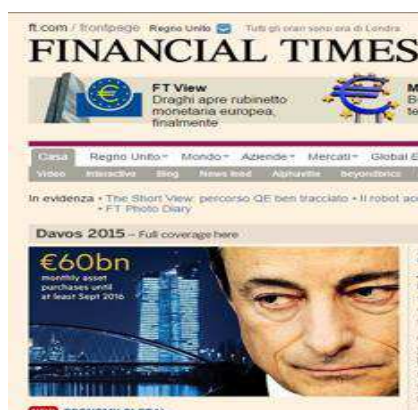 ft.com / frontpage Regno Unito Tutti gli orari sono ora di Londra
FINANCIAL TIMES
FT View
Draghi apre rubinetto
monetaria europea,
finalmente
Casa Regno Unito Mondo Aziende Mercati Global
Video Interactive Blog News feed Alphaville beyondbrics
In evidenza • The Short View: percorso QE ben tracciato • Il robot
• FT Photo Diary
Davos 2015 – Full coverage here
€60bn
monthly asset
purchases until
at least Sept 2016
ECONOMY GLOBAL